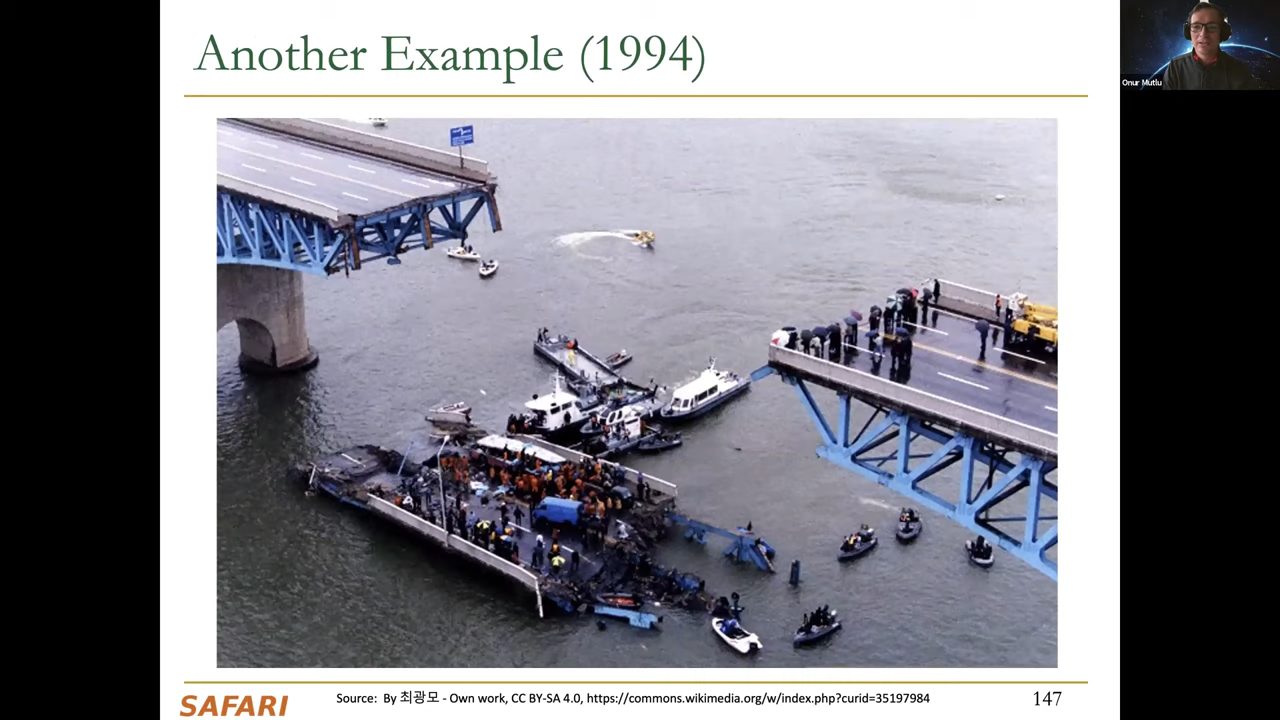 Another Example (1994)
Onur Mutlu
SAFARI
Source: By 최광모 - Own work, CC BY-SA 4.0, https://commons.wikimedia.org/w/index.php?curid=35197984
147